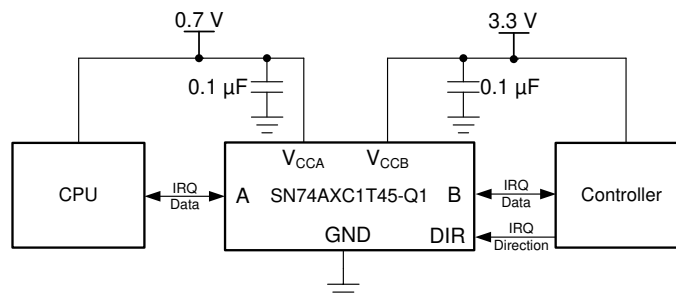 0.7 V
3.3 V
0.1 µF
0.1 µF
VCCA
VCCB
CPU
IRQ
Data
A
SN74AXC1T45-Q1
B
IRQ
Data
Controller
GND
DIR
IRQ
Direction